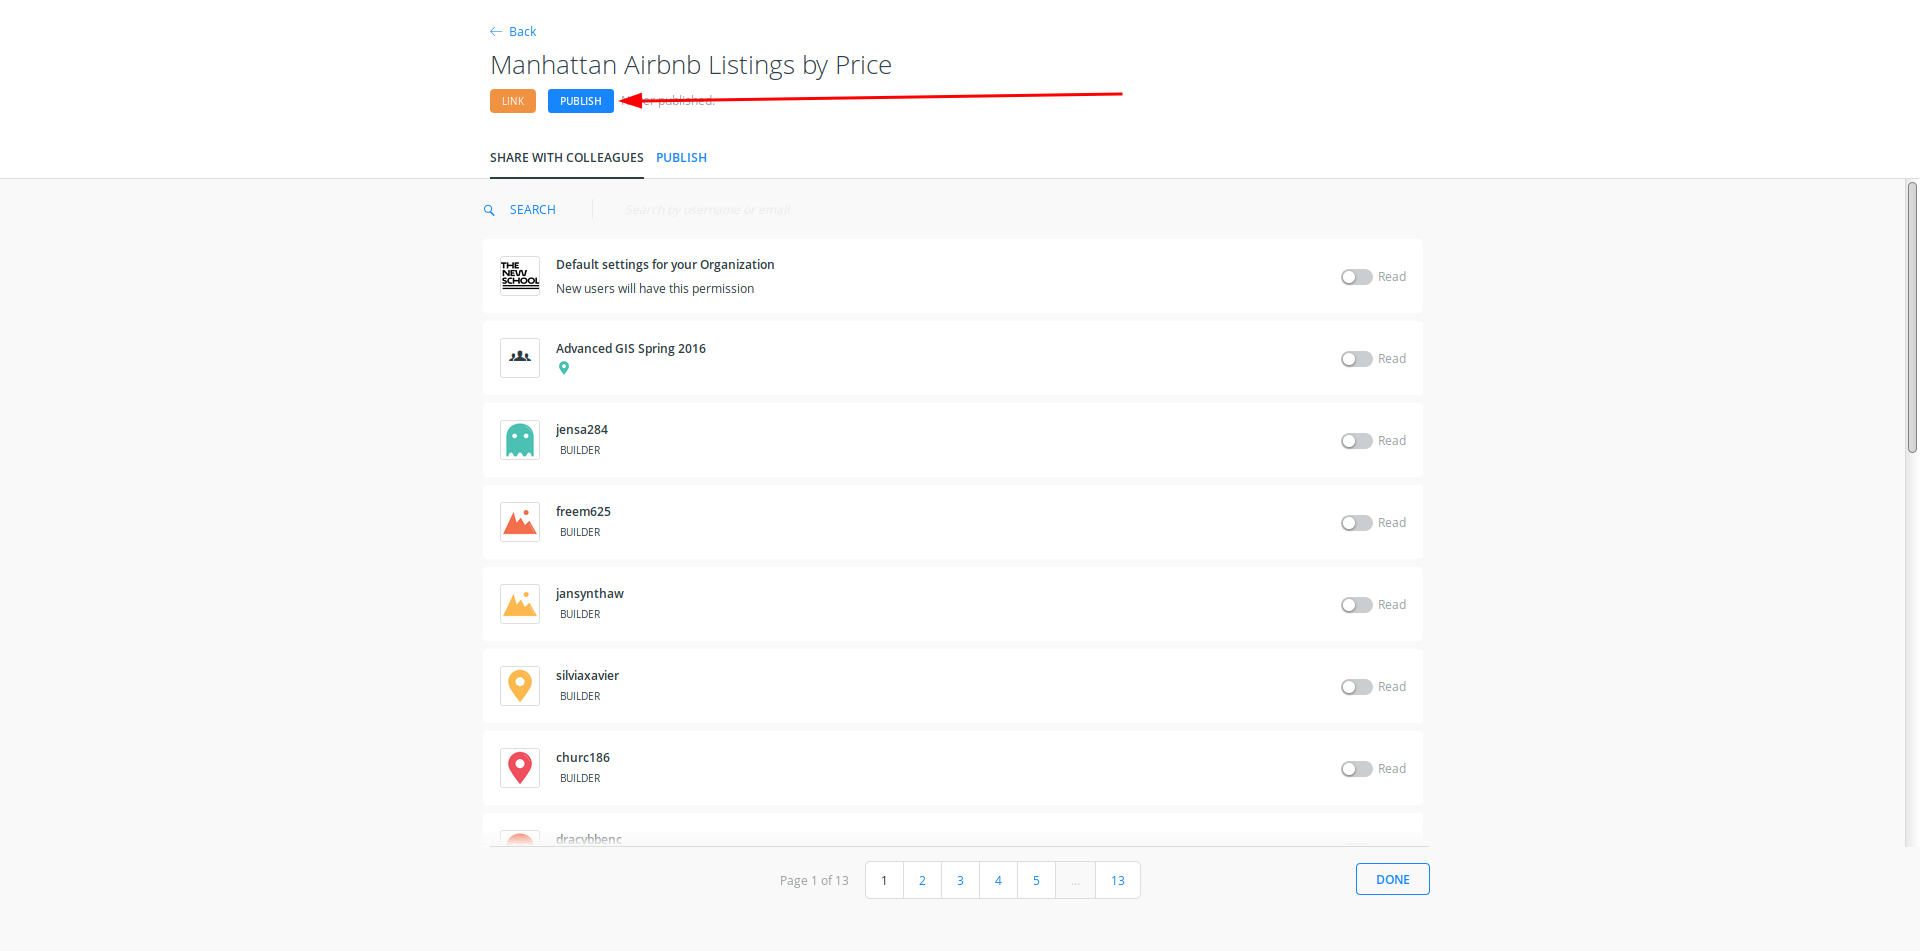 Back
Manhattan Airbnb Listings by Price
LINK PUBLISH published.
SHARE WITH COLLEAGUES PUBLISH
SEARCH Search by username or email
THE NEW SCHOOL
Default settings for your Organization
New users will have this permission
Read
Advanced GIS Spring 2016
Read
jensa284
BUILDER
Read
freem625
BUILDER
Read
jansynthaw
BUILDER
Read
silviaxavier
BUILDER
Read
churc186
BUILDER
Read
dracybbenc
Page 1 of 13 1 2 3 4 5 ... 13 DONE